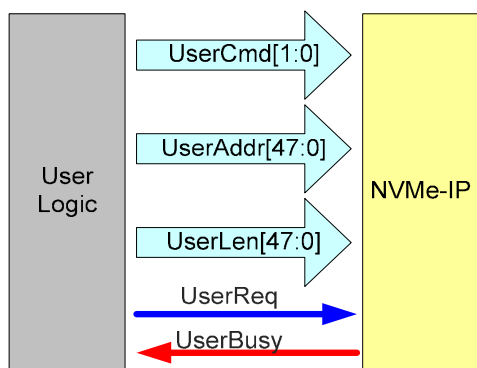 UserCmd[1:0]
UserAddr[47:0]
User
Logic
NVMe-IP
UserLen[47:0]
UserReq
UserBusy